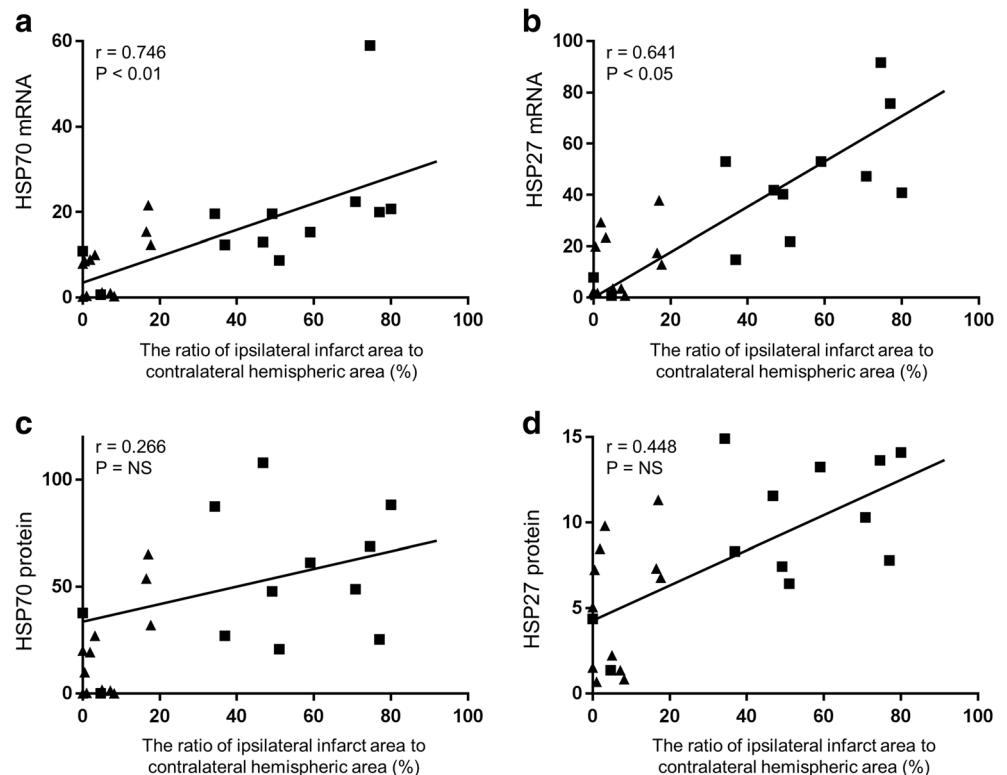 a
r = 0.746
P < 0.01
HSP70 mRNA
60
40
20
0
0 20 40 60 80 100
The ratio of ipsilateral infarct area to
contralateral hemispheric area (%)
b
r = 0.641
P < 0.05
HSP27 mRNA
100
80
60
40
20
0
0 20 40 60 80 100
The ratio of ipsilateral infarct area to
contralateral hemispheric area (%)
c
r = 0.266
P = NS
HSP70 protein
100
50
0
0 20 40 60 80 100
The ratio of ipsilateral infarct area to
contralateral hemispheric area (%)
d
r = 0.448
P = NS
HSP27 protein
15
10
5
0
0 20 40 60 80 100
The ratio of ipsilateral infarct area to
contralateral hemispheric area (%)